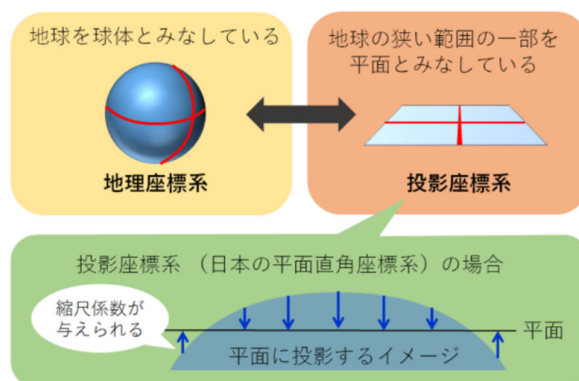 地球を球体とみなしている
地理座標系
地球の狭い範囲の一部を
平面とみなしている
投影座標系
投影座標系 （日本の平面直角座標系）の場合
縮尺係数が
与えられる
平面
平面に投影するイメージ